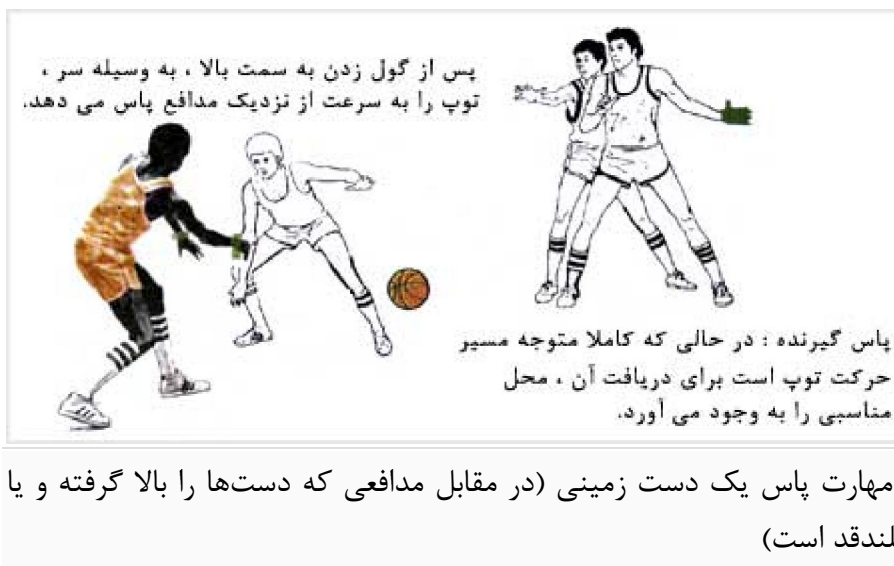 پس از گول زدن به سمت بالا ، به وسیله سر ،
توپ را به سرعت از نزدیک مدافع پاس می دهد.
پاس گیرنده : در حالی که کاملا متوجه مسیر
حرکت توپ است برای دریافت آن ، محل
مناسبی را به وجود می آورد.
مهارت پاس یک دست زمینی (در مقابل مدافعی که دست‌ها را بالا گرفته و یا
لندقد است)